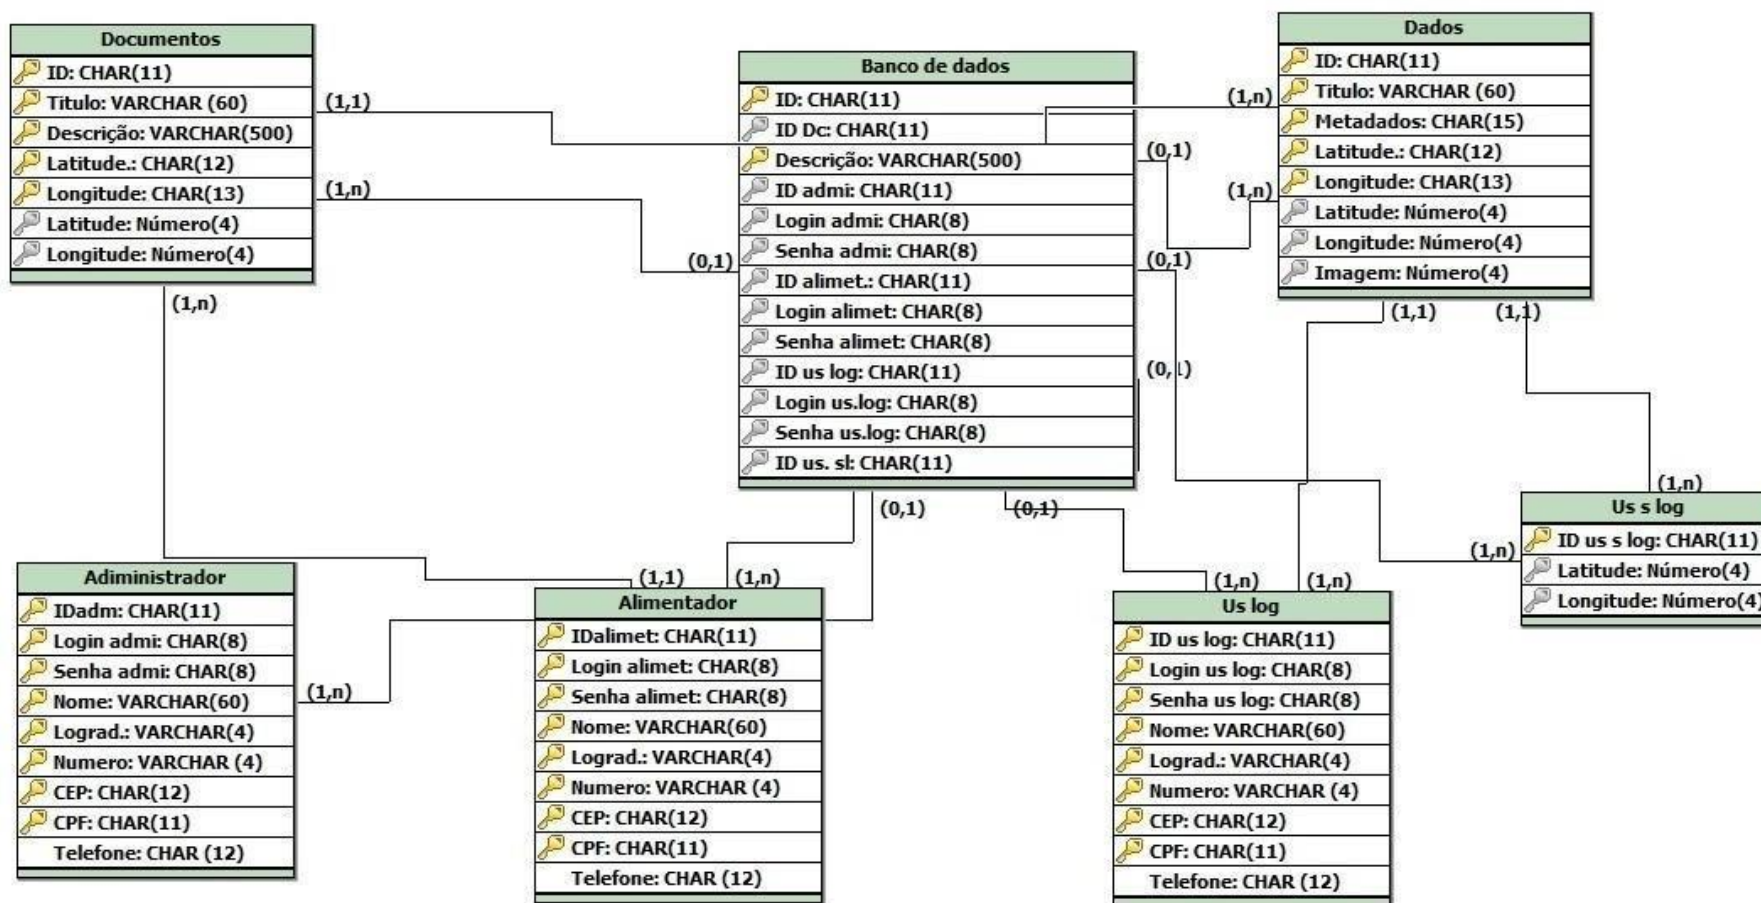 Documentos
ID: CHAR(11)
Titulo: VARCHAR (60)
Descrição: VARCHAR(500)
Latitude.: CHAR(12)
Longitude: CHAR(13)
Latitude: Número(4)
Longitude: Número(4)
(1,1)
(1,n)
(1,n)
Banco de dados
ID: CHAR(11)
ID Dc: CHAR(11)
Descrição: VARCHAR(500)
ID admi: CHAR(11)
Login admi: CHAR(8)
Senha admi: CHAR(8)
ID alimet.: CHAR(11)
Login alimet: CHAR(8)
Senha alimet: CHAR(8)
ID us log: CHAR(11)
Login us.log: CHAR(8)
Senha us.log: CHAR(8)
ID us. sl: CHAR(11)
(0,1)
(0,1)
(0,1)
(0,1)
(0,1)
(0,1)
Dados
ID: CHAR(11)
Titulo: VARCHAR (60)
Metadados: CHAR(15)
Latitude.: CHAR(12)
Longitude: CHAR(13)
Latitude: Número(4)
Longitude: Número(4)
Imagem: Número(4)
(1,n)
(1,n)
(1,1)
(1,1)
Adiministrador
IDadm: CHAR(11)
Login admi: CHAR(8)
Senha admi: CHAR(8)
Nome: VARCHAR(60)
Lograd.: VARCHAR(4)
Numero: VARCHAR (4)
CEP: CHAR(12)
CPF: CHAR(11)
Telefone: CHAR (12)
(1,n)
(1,1)
(1,n)
Alimentador
IDalimet: CHAR(11)
Login alimet: CHAR(8)
Senha alimet: CHAR(8)
Nome: VARCHAR(60)
Lograd.: VARCHAR(4)
Numero: VARCHAR (4)
CEP: CHAR(12)
CPF: CHAR(11)
Telefone: CHAR (12)
(1,n)
(1,n)
Us log
ID us log: CHAR(11)
Login us log: CHAR(8)
Senha us log: CHAR(8)
Nome: VARCHAR(60)
Lograd.: VARCHAR(4)
Numero: VARCHAR (4)
CEP: CHAR(12)
CPF: CHAR(11)
Telefone: CHAR (12)
(1,n)
(1,n)
Us s log
ID us s log: CHAR(11)
Latitude: Número(4)
Longitude: Número(4)